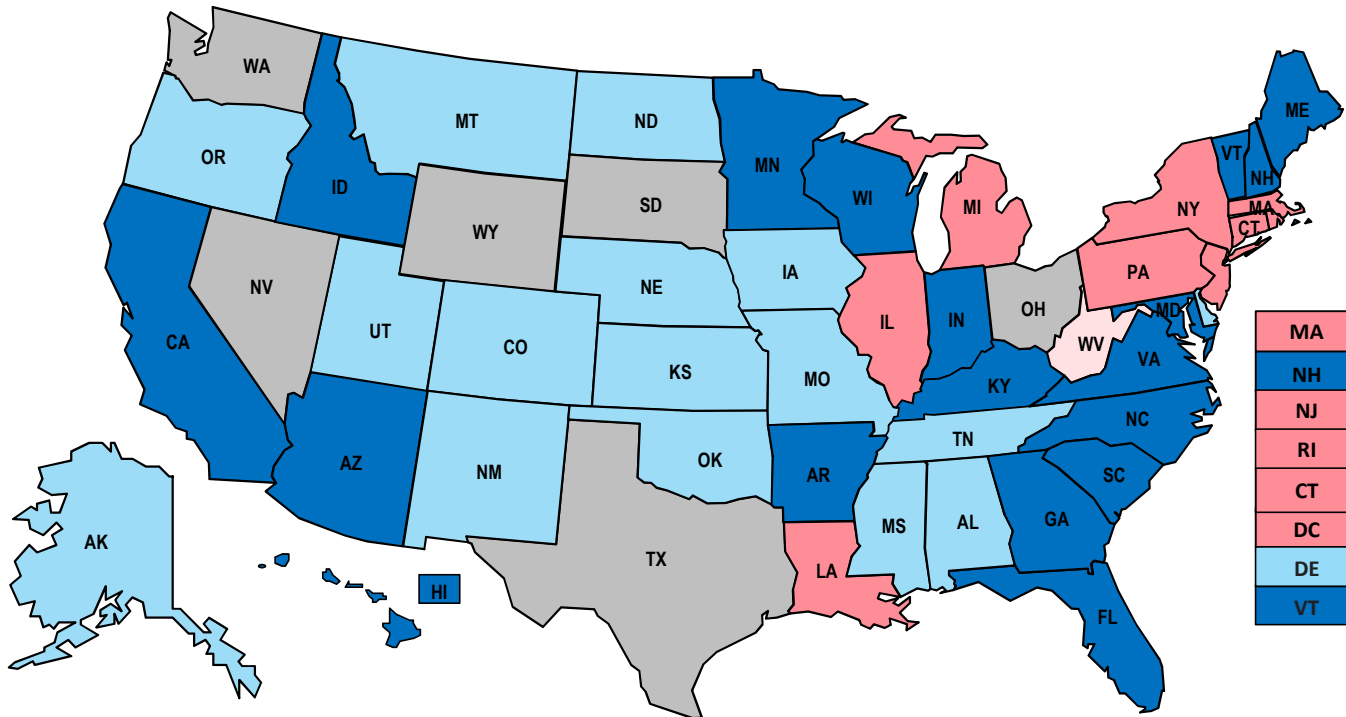 WA
MT
ND
MN
ME
OR
ID
WY
SD
WI
MI
VT
NH
NY
MA
CT
NV
UT
CO
NE
IA
IL
IN
OH
PA
MD
WV
VA
CA
KS
MO
KY
NC
AZ
NM
OK
AR
TN
SC
MS
AL
GA
AK
HI
TX
LA
FL
MA
NH
NJ
RI
CT
DC
DE
VT